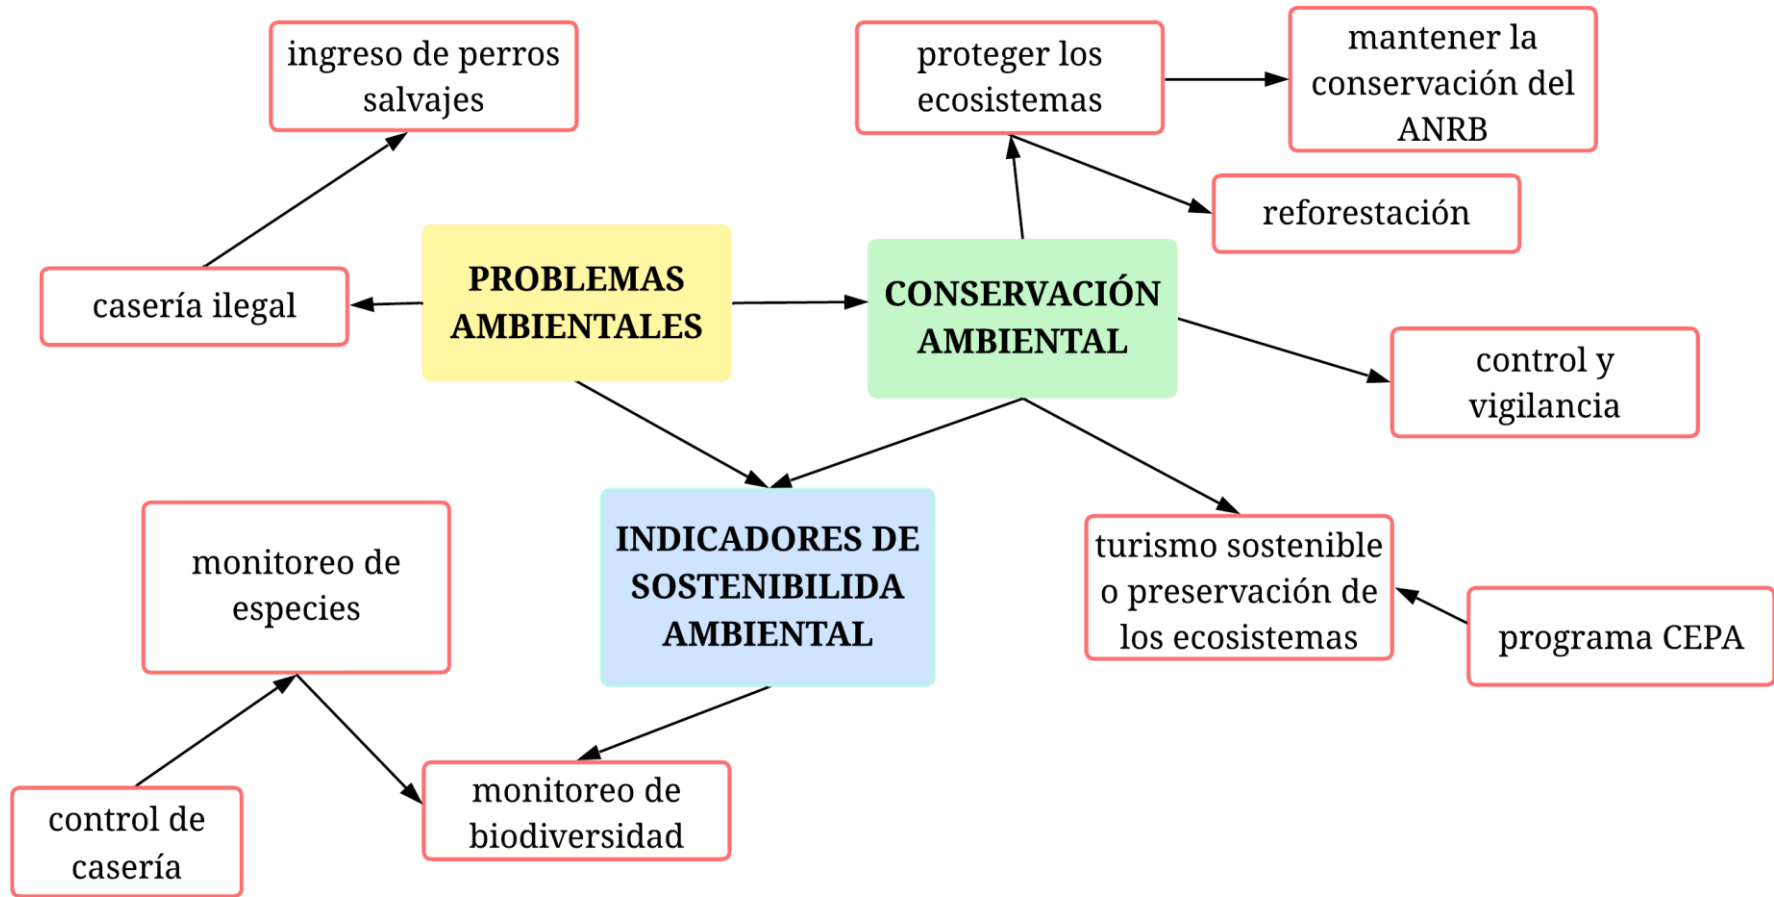 ingreso de perros
salvajes
proteger los
ecosistemas
mantener la
conservación del
ANRB
reforestación
casería ilegal
PROBLEMAS
AMBIENTALES
CONSERVACIÓN
AMBIENTAL
control y
vigilancia
monitoreo de
especies
INDICADORES DE
SOSTENIBILIDA
AMBIENTAL
turismo sostenible
o preservación de
los ecosistemas
programa CEPA
control de
casería
monitoreo de
biodiversidad